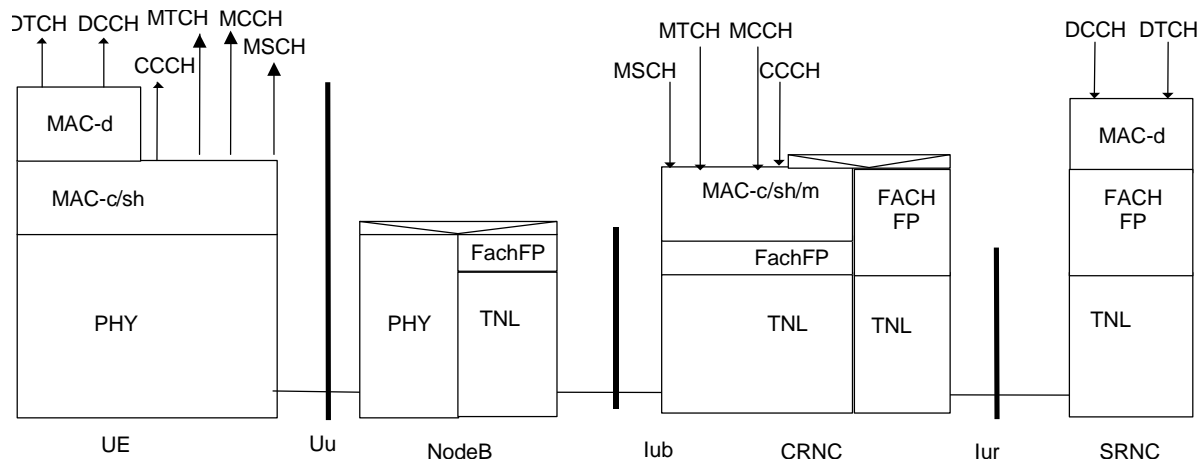 DTCH DCCH MTCH MCCH
MSCH
CCCH
MTCH MCCH
MSCH CCCH
DCCH DTCH
MAC-d
MAC-c/sh
PHY
FachFP
PHY
TNL
MAC-c/sh/m
FachFP
TNL
FACH
FP
TNL
MAC-d
FACH
FP
TNL
UE
Uu
NodeB
Iub
CRNC
Iur
SRNC